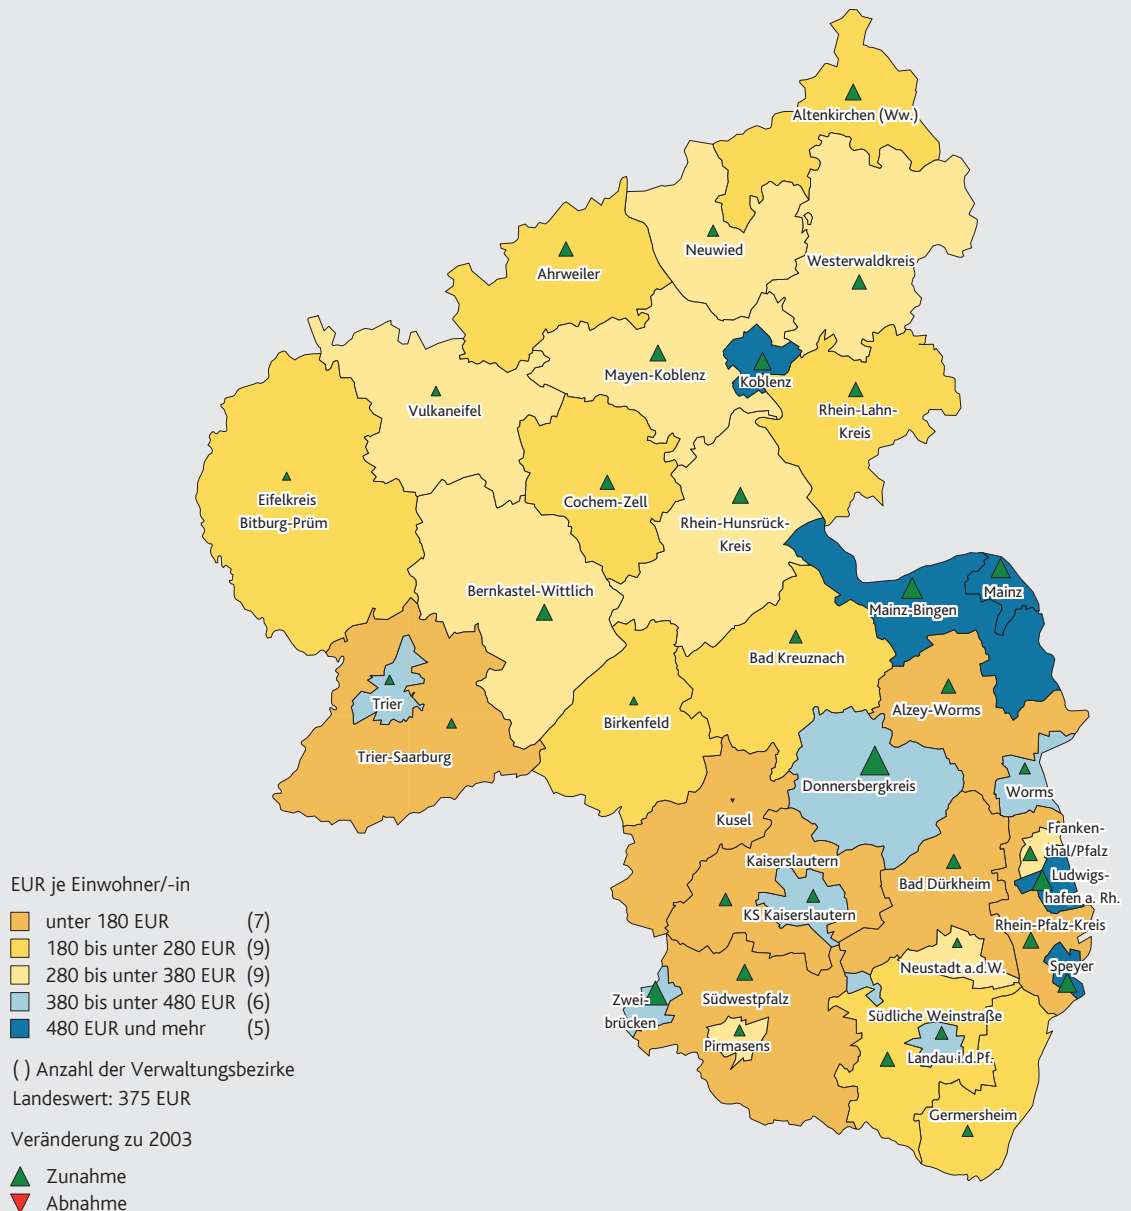 Altenkirchen (Ww.)
Neuwied
Westerwaldkreis
Ahrweiler
Mayen-Koblenz
Koblenz
Vulkaneifel
Rhein-Lahn-
Kreis
Eifelkreis
Bitburg-Prüm
Cochem-Zell
Rhein-Hunsrück-
Kreis
Bernkastel-Wittlich
Mainz-Bingen
Mainz
Bad Kreuznach
Trier
Birkenfeld
Alzey-Worms
Trier-Saarburg
Donnersbergkreis
Worms
Kusel
Franken-
thal/Pfalz
Kaiserslautern
Bad Dürkheim
Ludwigs-
hafen a. Rh.
KS Kaiserslautern
Rhein-Pfalz-Kreis
Neustadt a.d.W.
Speyer
Zwei-
brücken
Südwestpfalz
Südliche Weinstraße
Pirmasens
Landau i.d.Pf.
Germersheim
EUR je Einwohner/-in
unter 180 EUR (7)
180 bis unter 280 EUR (9)
280 bis unter 380 EUR (9)
380 bis unter 480 EUR (6)
480 EUR und mehr (5)
( ) Anzahl der Verwaltungsbezirke
Landeswert: 375 EUR
Veränderung zu 2003
Zunahme
Abnahme